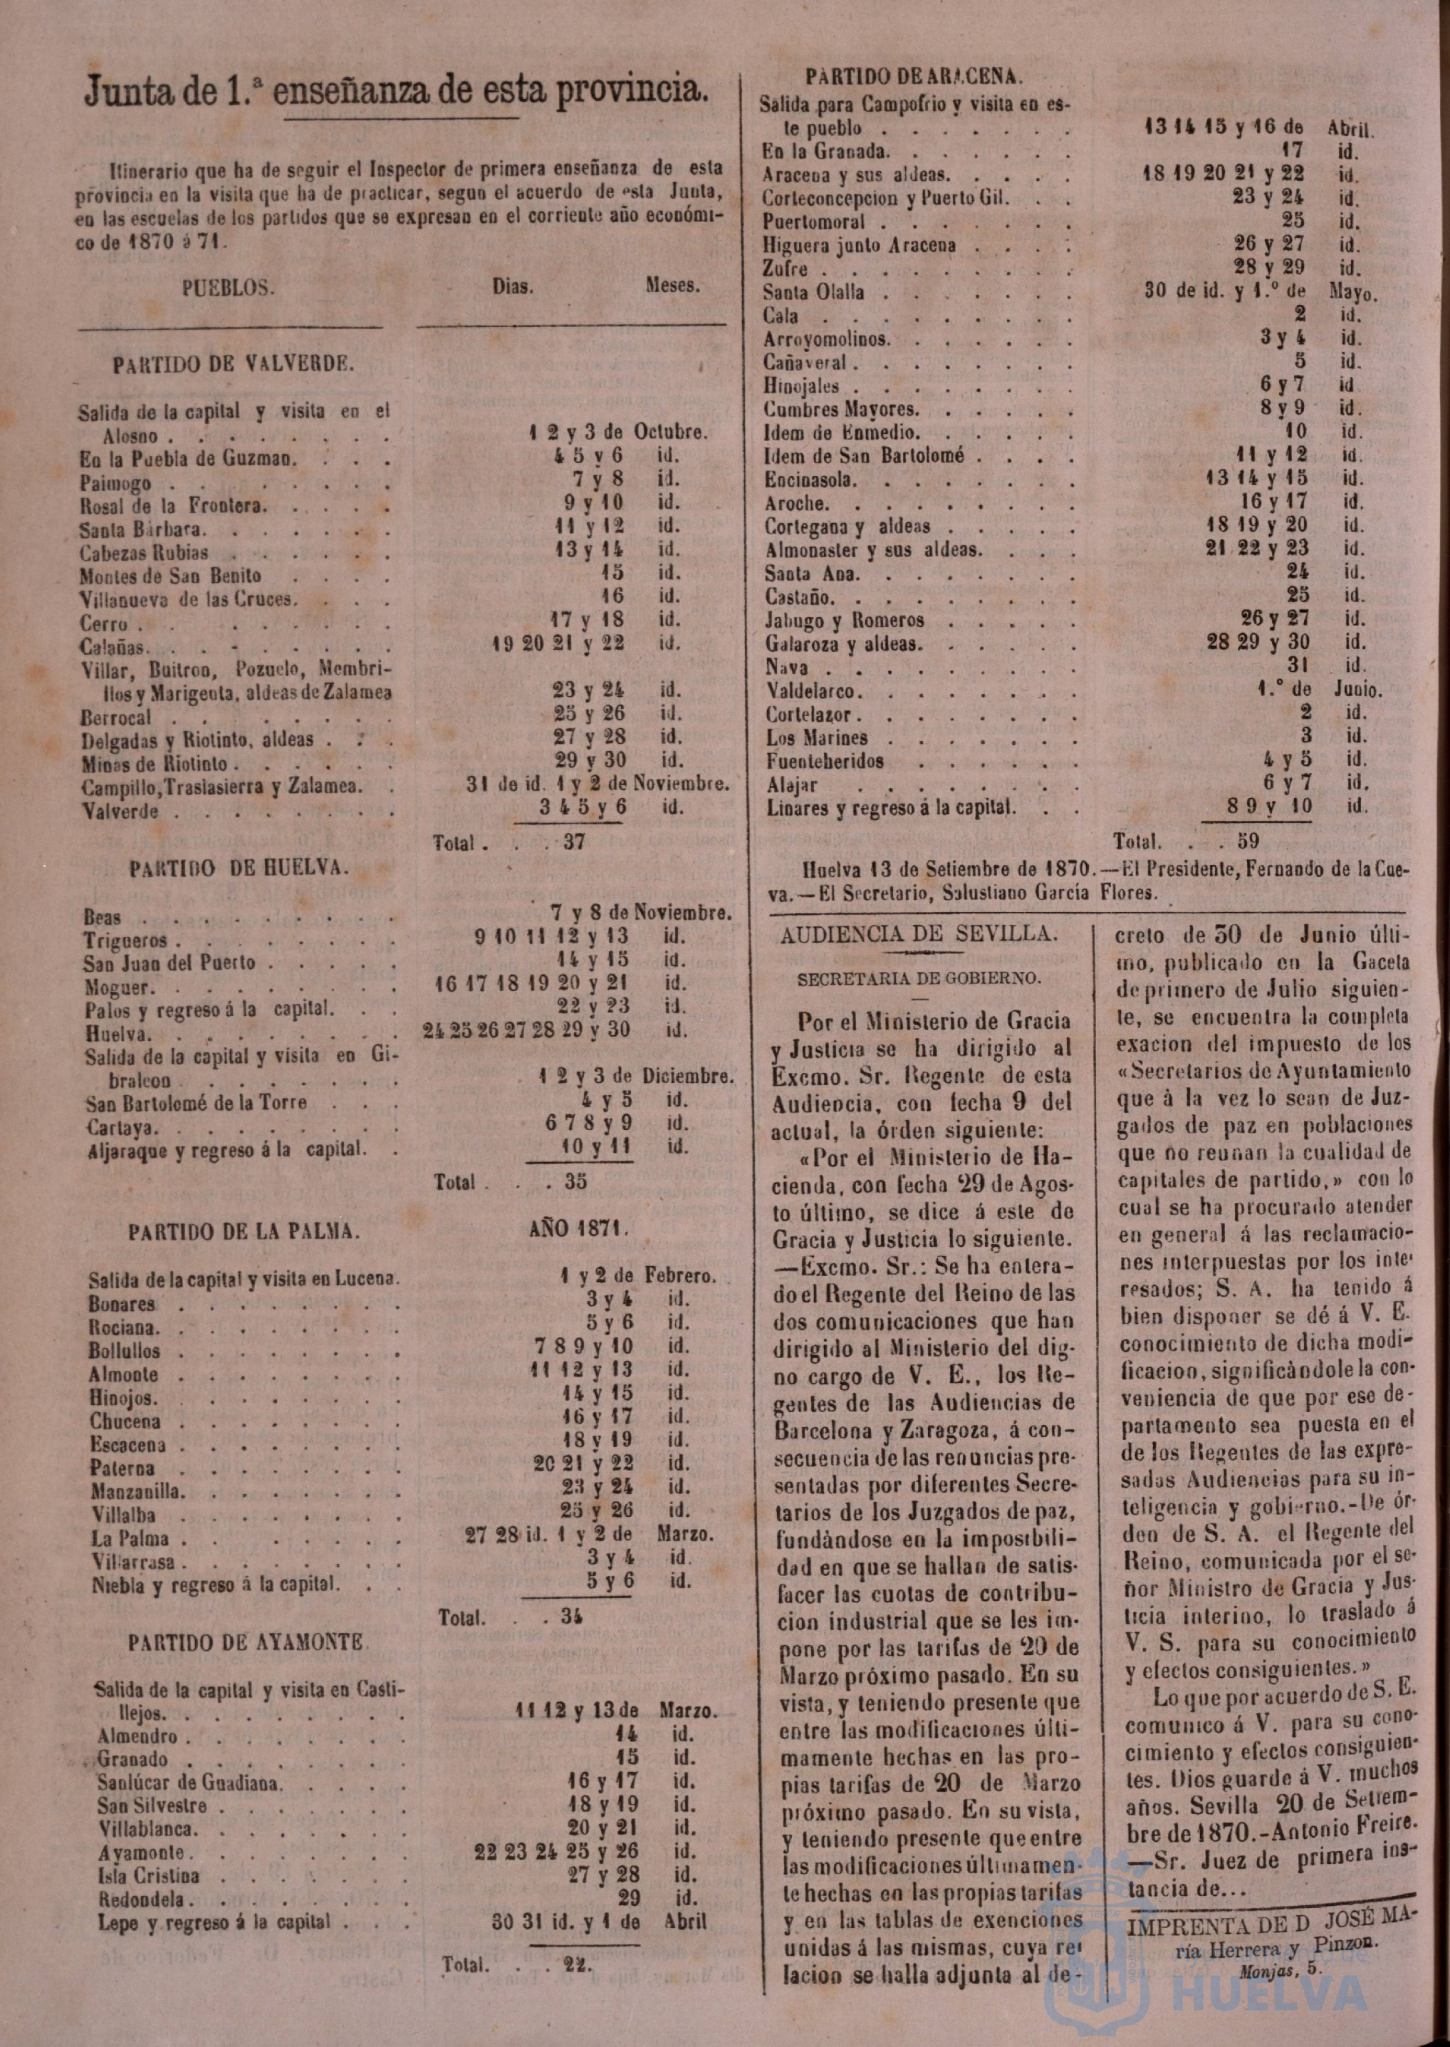 Junta de 1.ª enseñanza de esta provincia.
Itinerario que ha de seguir el Inspector de primera enseñanza de esta
provincia en la visita que ha de practicar, segun el acuerdo de esta Junta,
en las escuelas de los partidos que se expresan en el corriente año económi-
co de 1870 á 71.
PUEBLOS. Dias. Meses.
PARTIDO DE VALVERDE.
Salida de la capital y visita en el
Alosno . . . . . . . . 1 2 y 3 de Octubre.
En la Puebla de Guzman. . . . 4 5 y 6 id.
Paimogo . . . . . . . 7 y 8 id.
Rosal de la Frontera. . . . . 9 y 10 id.
Santa Bárbara. . . . . . . 11 y 12 id.
Cabezas Rubias . . . . . . 13 y 14 id.
Montes de San Benito . . . . 15 id.
Villanueva de las Cruces. . . . 16 id.
Cerro . . . . . . . . 17 y 18 id.
Calañas. . . . . . . . . 19 20 21 y 22 id.
Villar, Buitron, Pozuelo, Membri-
llos y Marigenta, aldeas de Zalamea 23 y 24 id.
Berrocal . . . . . . . . 25 y 26 id.
Delgadas y Riotinto, aldeas . . . 27 y 28 id.
Minas de Riotinto . . . . . . 29 y 30 id.
Campillo, Traslasierra y Zalamea. . 31 de id. 1 y 2 de Noviembre.
Valverde . . . . . . . . 3 4 5 y 6 id.
Total . . . 37
PARTIDO DE HUELVA.
Beas . . . . . . . . . 7 y 8 de Noviembre.
Trigueros . . . . . . . . 9 10 11 12 y 13 id.
San Juan del Puerto . . . . . 14 y 15 id.
Moguer. . . . . . . . . 16 17 18 19 20 y 21 id.
Palos y regreso á la capital. . . 22 y 23 id.
Huelva. . . . . . . . . 24 25 26 27 28 29 y 30 id.
Salida de la capital y visita en Gi-
braleon . . . . . . . . 1 2 y 3 de Diciembre.
San Bartolomé de la Torre . . . 4 y 5 id.
Cartaya. . . . . . . . . 6 7 8 y 9 id.
Aljaraque y regreso á la capital. . 10 y 11 id.
Total . . . 35
PARTIDO DE LA PALMA. AÑO 1871.
Salida de la capital y visita en Lucena. 1 y 2 de Febrero.
Bonares . . . . . . . . 3 y 4 id.
Rociana. . . . . . . . . 5 y 6 id.
Bollullos . . . . . . . . 7 8 9 y 10 id.
Almonte . . . . . . . . 11 12 y 13 id.
Hinojos. . . . . . . . . 14 y 15 id.
Chucena . . . . . . . . 16 y 17 id.
Escacena . . . . . . . . 18 y 19 id.
Paterna . . . . . . . . 20 21 y 22 id.
Manzanilla. . . . . . . . 23 y 24 id.
Villalba . . . . . . . . 25 y 26 id.
La Palma . . . . . . . 27 28 id. 1 y 2 de Marzo.
Villarrasa . . . . . . . . 3 y 4 id.
Niebla y regreso á la capital. . . 5 y 6 id.
Total. . . 34
PARTIDO DE AYAMONTE.
Salida de la capital y visita en Casti-
llejos. . . . . . . . . 11 12 y 13 de Marzo.
Almendro . . . . . . . . 14 id.
Granado . . . . . . . . 15 id.
Sanlúcar de Guadiana. . . . . 16 y 17 id.
San Silvestre . . . . . . . 18 y 19 id.
Villablanca. . . . . . . . 20 y 21 id.
Ayamonte. . . . . . . . 22 23 24 25 y 26 id.
Isla Cristina . . . . . . . 27 y 28 id.
Redondela . . . . . . . . 29 id.
Lepe y regreso á la capital . . . 30 31 id. y 1 de Abril
Total. . . 22.
PARTIDO DE ARACENA.
Salida para Campofrio y visita en es-
te pueblo . . . . . . . 13 14 15 y 16 de Abril.
En la Granada. . . . . . . 17 id.
Aracena y sus aldeas. . . . . 18 19 20 21 y 22 id.
Corteconcepcion y Puerto Gil. . . 23 y 24 id.
Puertomoral . . . . . . . 25 id.
Higuera junto Aracena . . . . 26 y 27 id.
Zufre . . . . . . . . . 28 y 29 id.
Santa Olalla . . . . . . . 30 de id. y 1.º de Mayo.
Cala . . . . . . . . . 2 id.
Arroyomolinos. . . . . . . 3 y 4 id.
Cañaveral . . . . . . . . 5 id.
Hinojales . . . . . . . . 6 y 7 id
Cumbres Mayores. . . . . . 8 y 9 id.
Idem de Enmedio. . . . . . 10 id.
Idem de San Bartolomé . . . . 11 y 12 id.
Encinasola. . . . . . . . 13 14 y 15 id.
Aroche. . . . . . . . . 16 y 17 id.
Cortegana y aldeas . . . . . 18 19 y 20 id.
Almonaster y sus aldeas. . . . 21 22 y 23 id.
Santa Ana. . . . . . . . 24 id.
Castaño. . . . . . . . . 25 id.
Jabugo y Romeros . . . . . 26 y 27 id.
Galaroza y aldeas. . . . . . 28 29 y 30 id.
Nava . . . . . . . . . 31 id.
Valdelarco. . . . . . . . 1.º de Junio.
Cortelazor . . . . . . . . 2 id.
Los Marines . . . . . . . 3 id.
Fuenteheridos . . . . . . 4 y 5 id.
Alajar . . . . . . . . 6 y 7 id.
Linares y regreso á la capital. . . 8 9 y 10 id.
Total. . . 59
Huelva 13 de Setiembre de 1870.—El Presidente, Fernando de la Cue-
va.—El Secretario, Salustiano García Flores.
AUDIENCIA DE SEVILLA.
SECRETARIA DE GOBIERNO.
Por el Ministerio de Gracia
y Justicia se ha dirigido al
Excmo. Sr. Regente de esta
Audiencia, con fecha 9 del
actual, la órden siguiente:
«Por el Ministerio de Ha-
cienda, con fecha 29 de Agos-
to último, se dice á este de
Gracia y Justicia lo siguiente.
—Excmo. Sr.: Se ha entera-
do el Regente del Reino de las
dos comunicaciones que han
dirigido al Ministerio del dig-
no cargo de V. E., los Re-
gentes de las Audiencias de
Barcelona y Zaragoza, á con-
secuencia de las renuncias pre-
sentadas por diferentes Secre-
tarios de los Juzgados de paz,
fundàndose en la imposibili-
dad en que se hallan de satis-
facer las cuotas de contribu-
cion industrial que se les im-
pone por las tarifas de 20 de
Marzo próximo pasado. En su
vista, y teniendo presente que
entre las modificaciones últi-
mamente hechas en las pro-
pias tarifas de 20 de Marzo
próximo pasado. En su vista,
y teniendo presente que entre
las modificaciones últimamen-
te hechas en las propias tarifas
y en las tablas de exenciones
unidas á las mismas, cuya re-
lacion se halla adjunta al de-
creto de 30 de Junio últi-
mo, publicado en la Gaceta
de primero de Julio siguien-
te, se encuentra la completa
exacion del impuesto de los
«Secretarios de Ayuntamiento
que à la vez lo sean de Juz-
gados de paz en poblaciones
que no reunan la cualidad de
capitales de partido,» con lo
cual se ha procurado atender
en general á las reclamacio-
nes interpuestas por los inte-
resados; S. A. ha tenido á
bien disponer se dé á V. E.
conocimiento de dicha modi-
ficacion, significàndole la con-
veniencia de que por ese de-
partamento sea puesta en el
de los Regentes de las expre-
sadas Audiencias para su in-
teligencia y gobierno.-De ór-
den de S. A. el Regente del
Reino, comunicada por el se-
ñor Ministro de Gracia y Jus-
ticia interino, lo traslado á
V. S. para su conocimiento
y efectos consiguientes.»
Lo que por acuerdo de S. E.
comunico á V. para su cono-
cimiento y efectos consiguien-
tes. Dios guarde á V. muchos
años. Sevilla 20 de Setiem-
bre de 1870.-Antonio Freire.
—Sr. Juez de primera ins-
tancia de...
IMPRENTA DE D JOSÉ MA-
ría Herrera y Pinzon.
Monjas, 5.
HUELVA